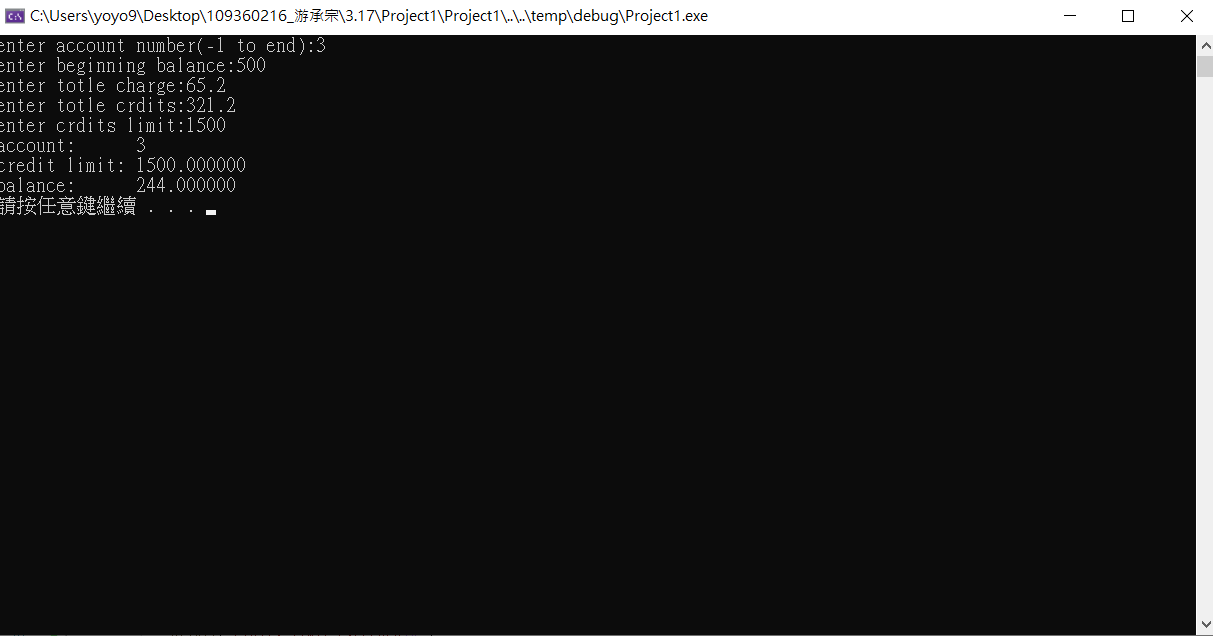 C:\Users\yoyo9\Desktop\109360216_游承宗\3.17\Project1\Project1\..\..\temp\debug\Project1.exe
enter account number(-1 to end):3
enter beginning balance:500
enter totle charge:65.2
enter totle crdits:321.2
enter crdits limit:1500
account: 3
credit limit: 1500.000000
balance: 244.000000
請按任意鍵繼續 . . .